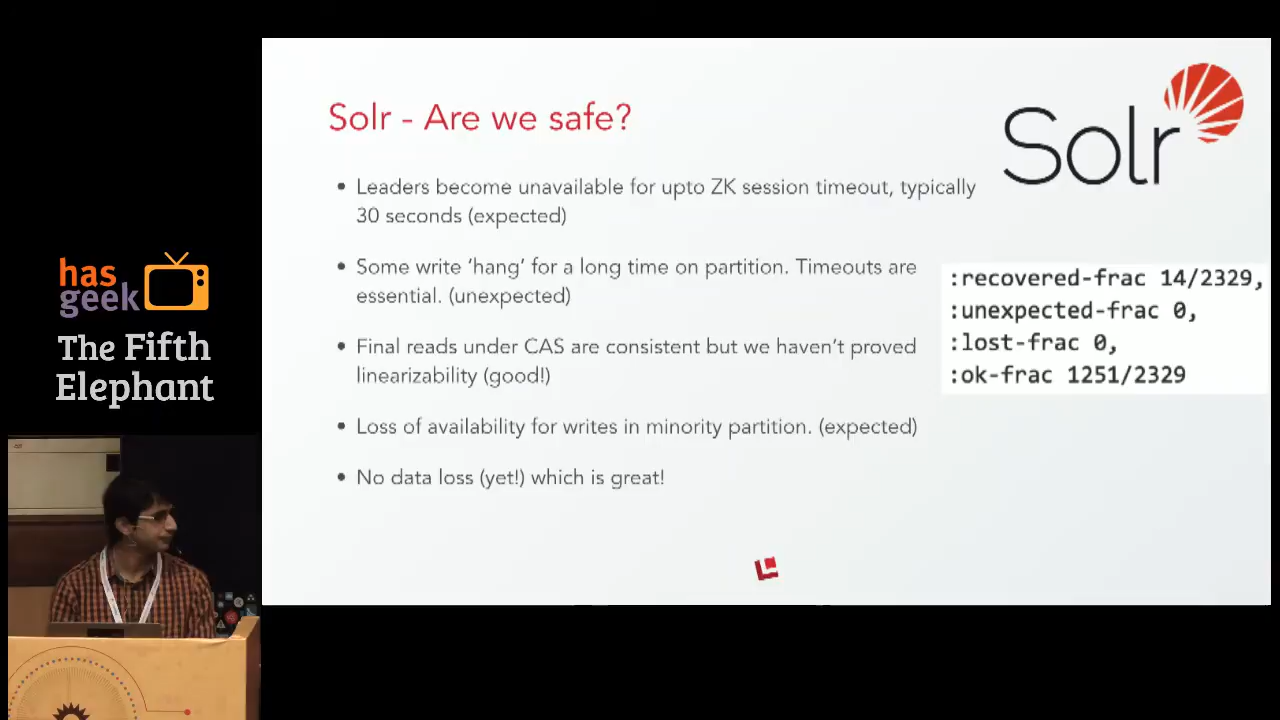 Solr - Are we safe?
Solr
• Leaders become unavailable for upto ZK session timeout, typically
30 seconds (expected)
• Some write ‘hang’ for a long time on partition. Timeouts are
essential. (unexpected)
• Final reads under CAS are consistent but we haven’t proved
linearizability (good!)
• Loss of availability for writes in minority partition. (expected)
• No data loss (yet!) which is great!
:recovered-frac 14/2329,
:unexpected-frac 0,
:lost-frac 0,
:ok-frac 1251/2329
has
geek
The Fifth
Elephant